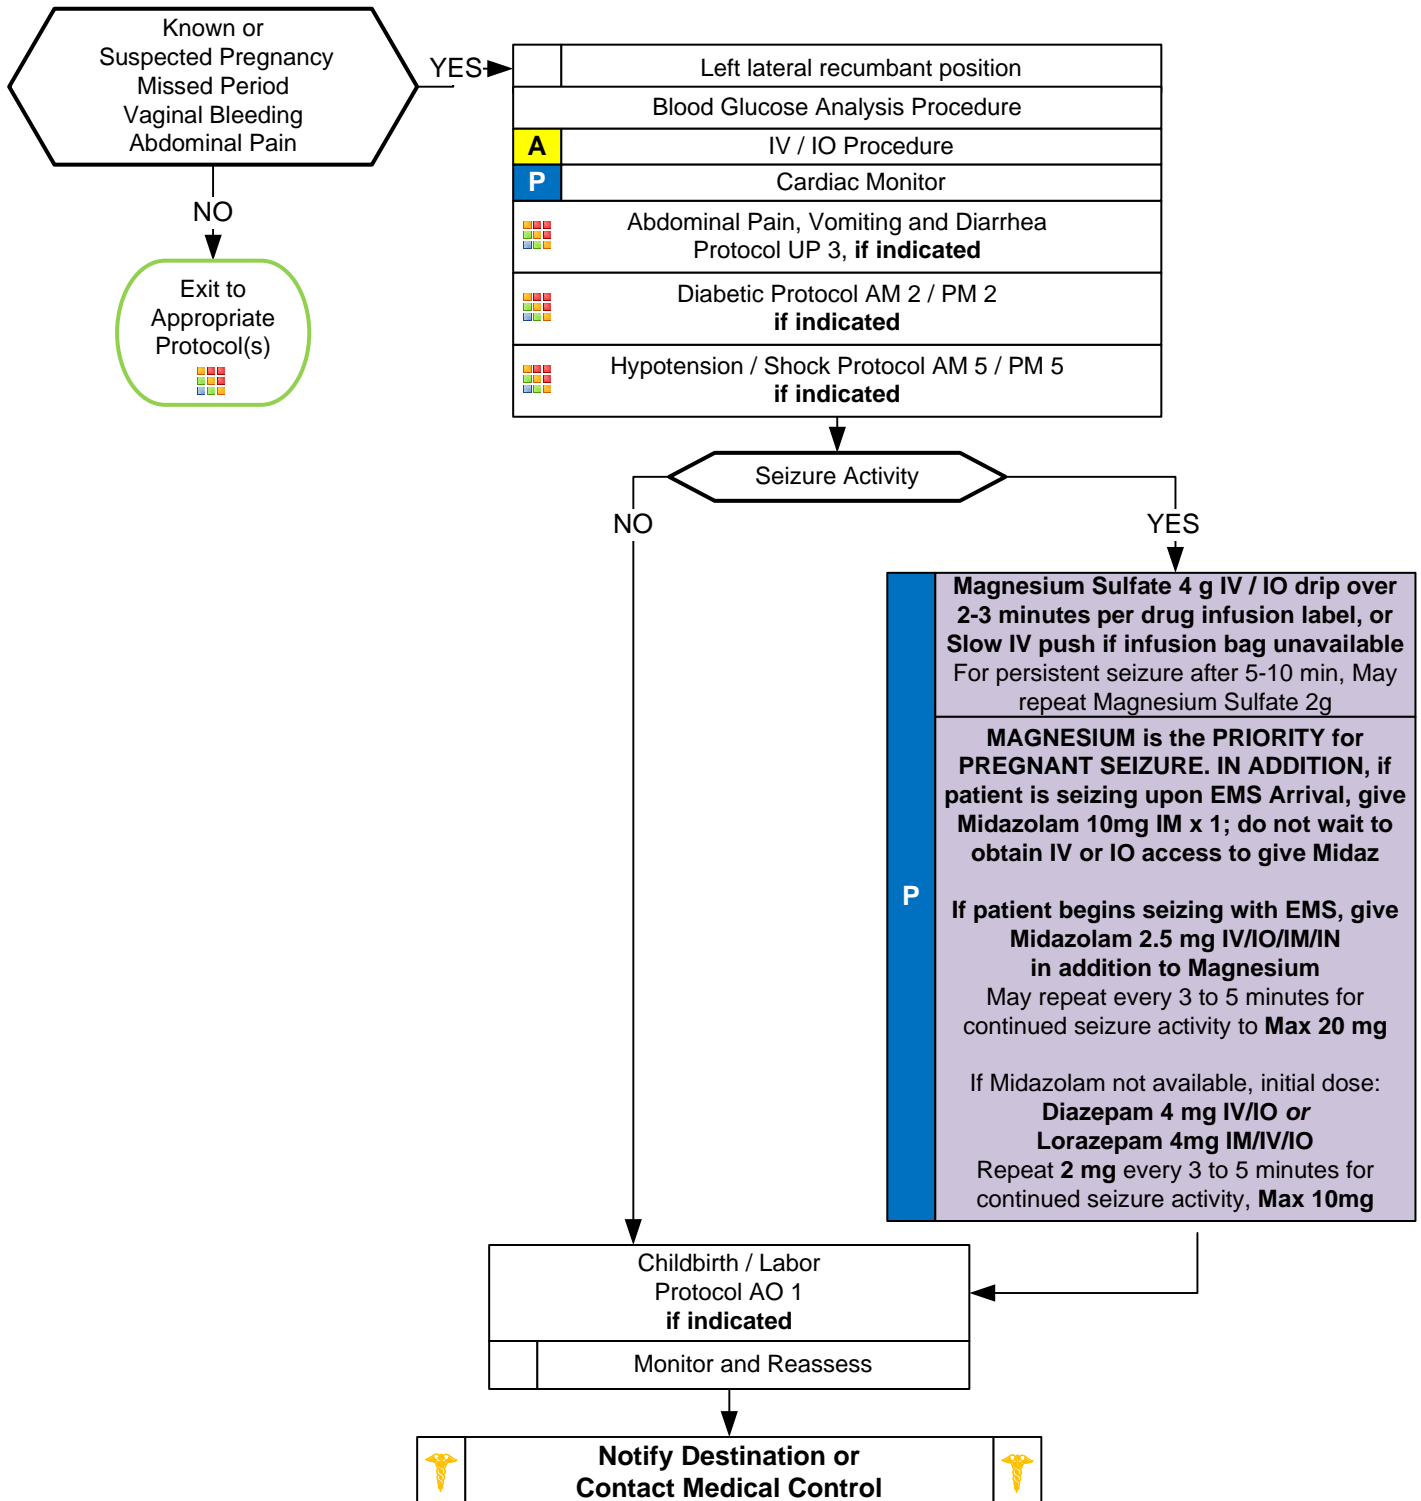 Known or
Suspected Pregnancy
Missed Period
Vaginal Bleeding
Abdominal Pain
YES
NO
Exit to
Appropriate
Protocol(s)
Left lateral recumbant position
Blood Glucose Analysis Procedure
A
IV / IO Procedure
P
Cardiac Monitor
Abdominal Pain, Vomiting and Diarrhea
Protocol UP 3, if indicated
Diabetic Protocol AM 2 / PM 2
if indicated
Hypotension / Shock Protocol AM 5 / PM 5
if indicated
Seizure Activity
NO
YES
P
Magnesium Sulfate 4 g IV / IO drip over
2-3 minutes per drug infusion label, or
Slow IV push if infusion bag unavailable
For persistent seizure after 5-10 min, May
repeat Magnesium Sulfate 2g
MAGNESIUM is the PRIORITY for
PREGNANT SEIZURE. IN ADDITION, if
patient is seizing upon EMS Arrival, give
Midazolam 10mg IM x 1; do not wait to
obtain IV or IO access to give Midaz
If patient begins seizing with EMS, give
Midazolam 2.5 mg IV/IO/IM/IN
in addition to Magnesium
May repeat every 3 to 5 minutes for
continued seizure activity to Max 20 mg
If Midazolam not available, initial dose:
Diazepam 4 mg IV/IO or
Lorazepam 4mg IM/IV/IO
Repeat 2 mg every 3 to 5 minutes for
continued seizure activity, Max 10mg
Childbirth / Labor
Protocol AO 1
if indicated
Monitor and Reassess
Notify Destination or
Contact Medical Control